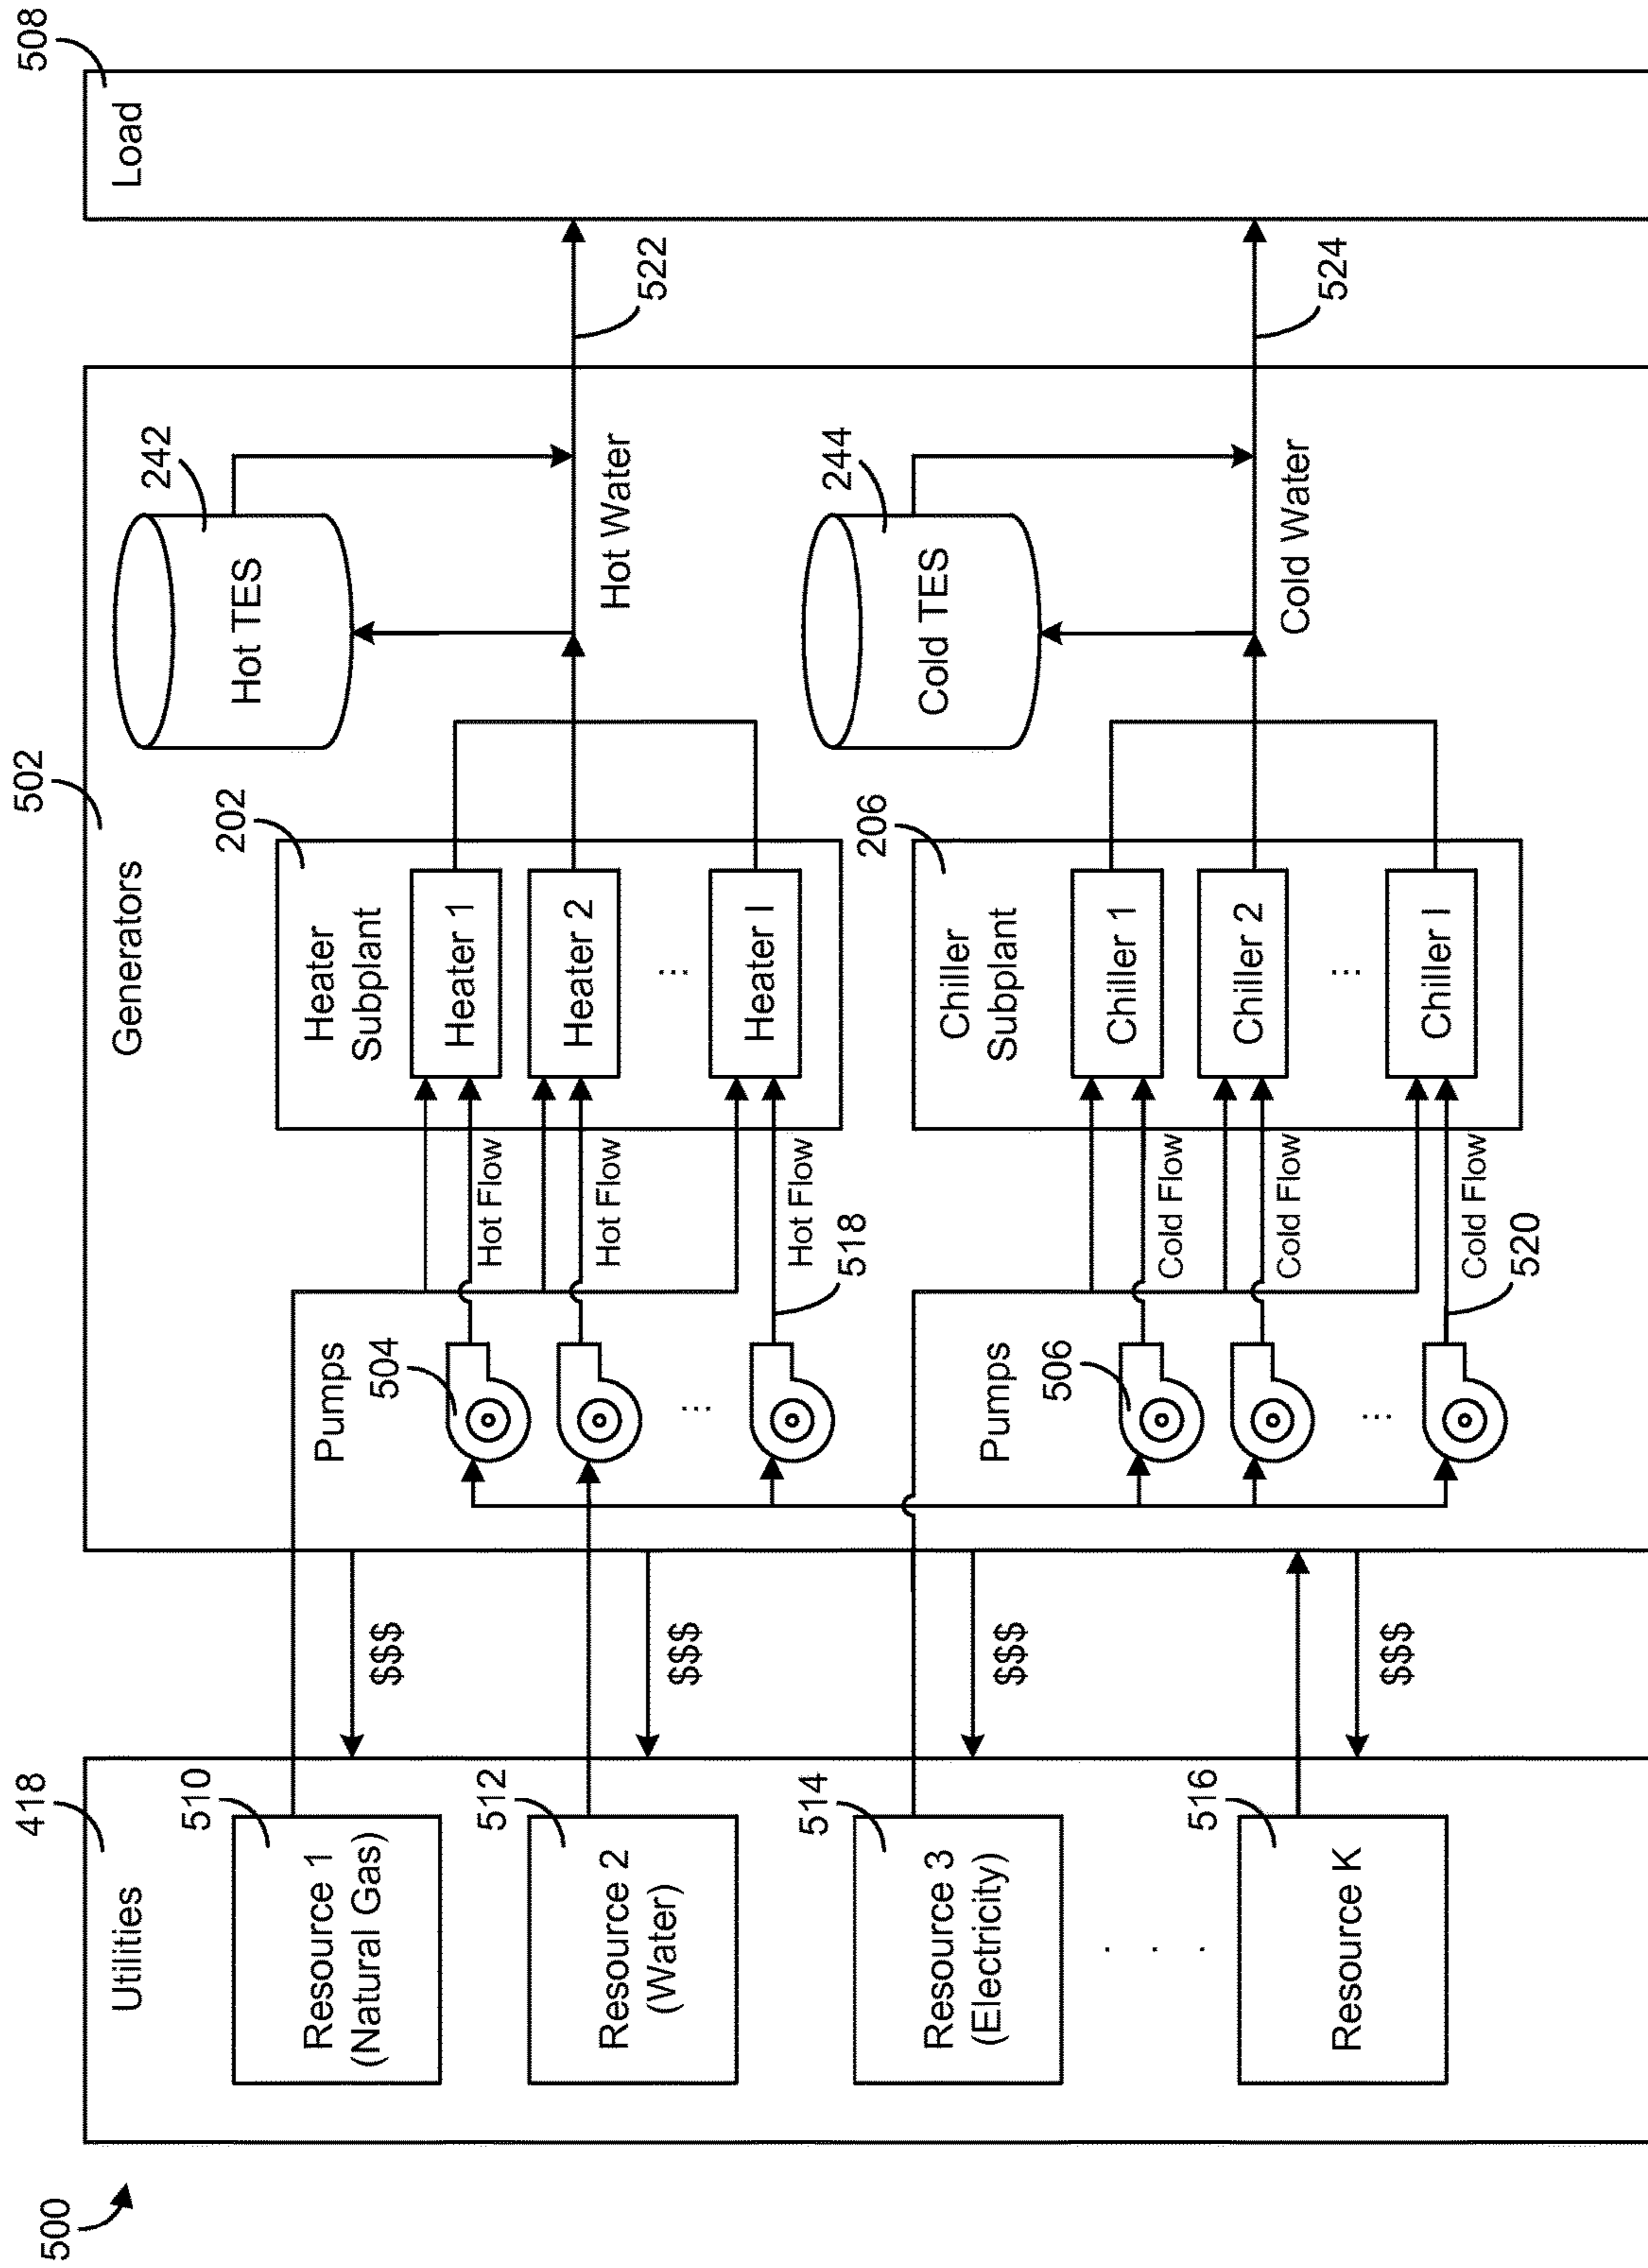 500
418
Utilities
510
Resource 1
(Natural Gas)
512
Resource 2
(Water)
514
Resource 3
(Electricity)
. . .
516
Resource K
$$$
$$$
$$$
$$$
502
Generators
Pumps
504
...
Hot Flow
Hot Flow
Hot Flow
518
202
Heater
Subplant
Heater 1
Heater 2
...
Heater I
242
Hot TES
Hot Water
522
Pumps
506
...
Cold Flow
Cold Flow
Cold Flow
520
206
Chiller
Subplant
Chiller 1
Chiller 2
...
Chiller I
244
Cold TES
Cold Water
524
508
Load